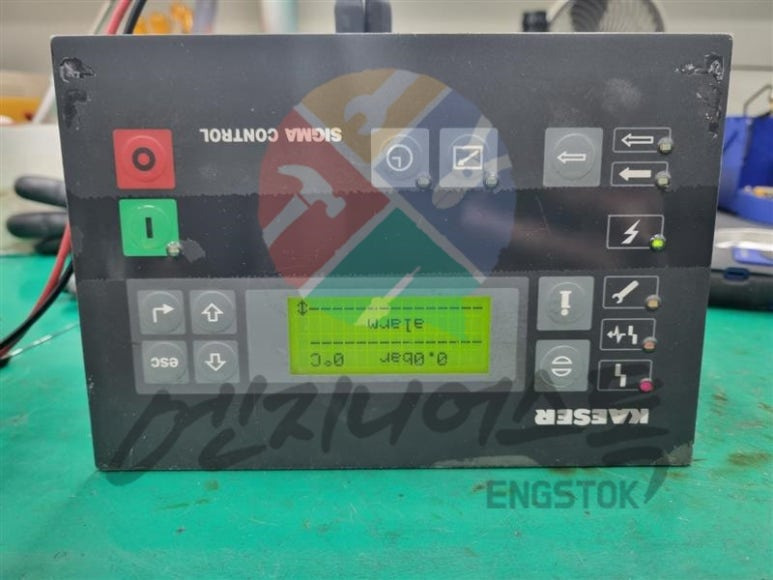 KAESER
0.0bar 0°C
--------------------
alarm
--------------------
esc
i
I
O
SIGMA CONTROL
엔지니어스톡
ENGSTOK